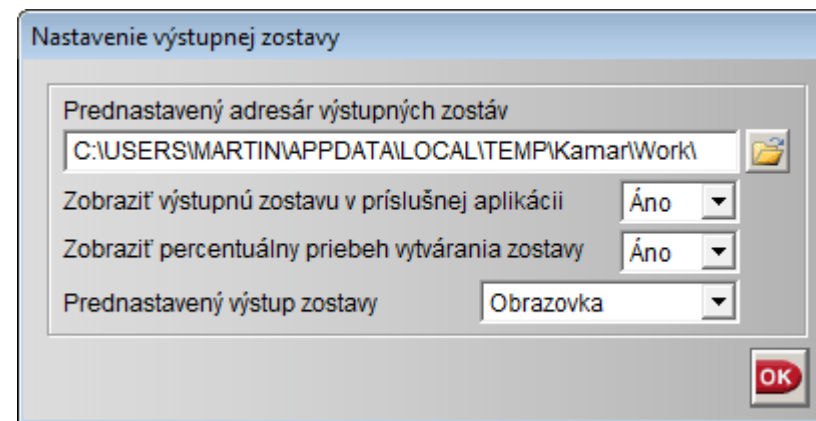 Nastavenie výstupnej zostavy
Prednastavený adresár výstupných zostáv
C:\USERS\MARTIN\APPDATA\LOCAL\TEMP\Kamar\Work\
Zobraziť výstupnú zostavu v príslušnej aplikácii Áno
Zobraziť percentuálny priebeh vytvárania zostavy Áno
Prednastavený výstup zostavy Obrazovka
OK